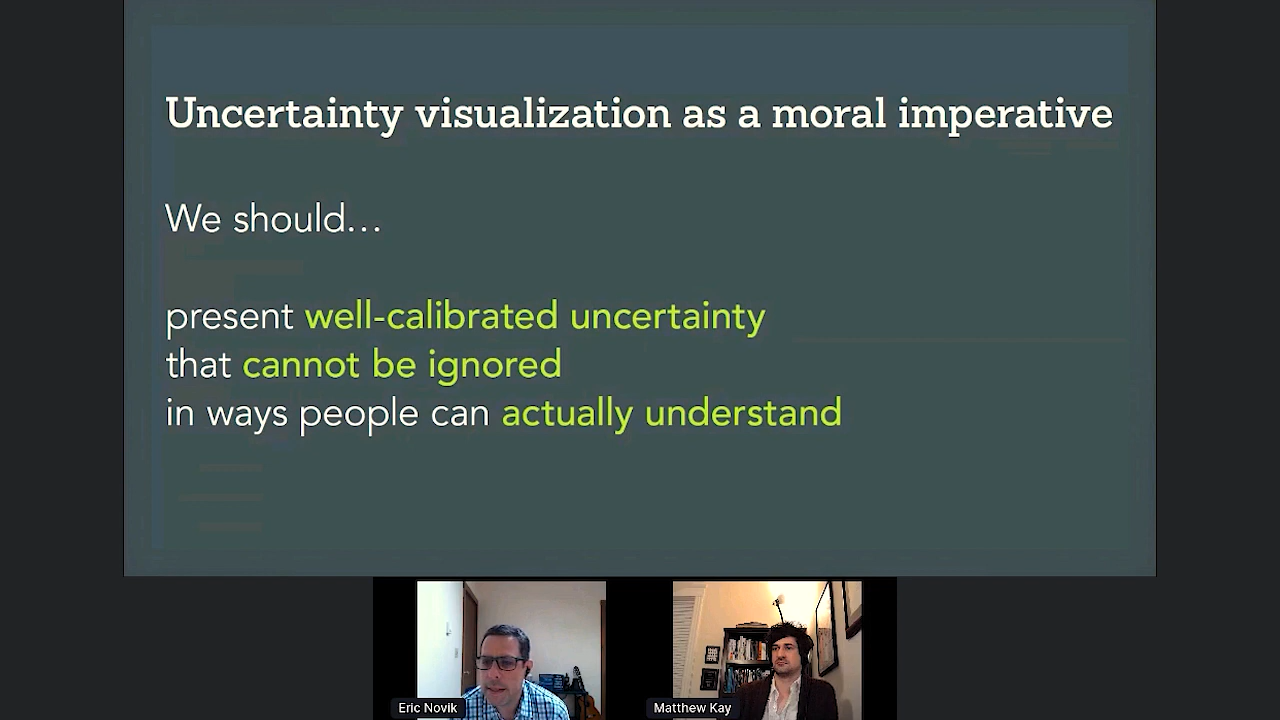 Uncertainty visualization as a moral imperative
We should…
present well-calibrated uncertainty
that cannot be ignored
in ways people can actually understand
Eric Novik
Matthew Kay